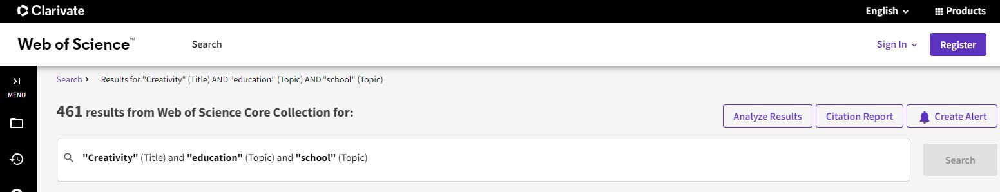 Clarivate
English Products
Web of Science™ Search Sign In Register
MENU
Search > Results for "Creativity" (Title) AND "education" (Topic) AND "school" (Topic)
461 results from Web of Science Core Collection for:
Analyze Results Citation Report Create Alert
"Creativity" (Title) and "education" (Topic) and "school" (Topic) Search